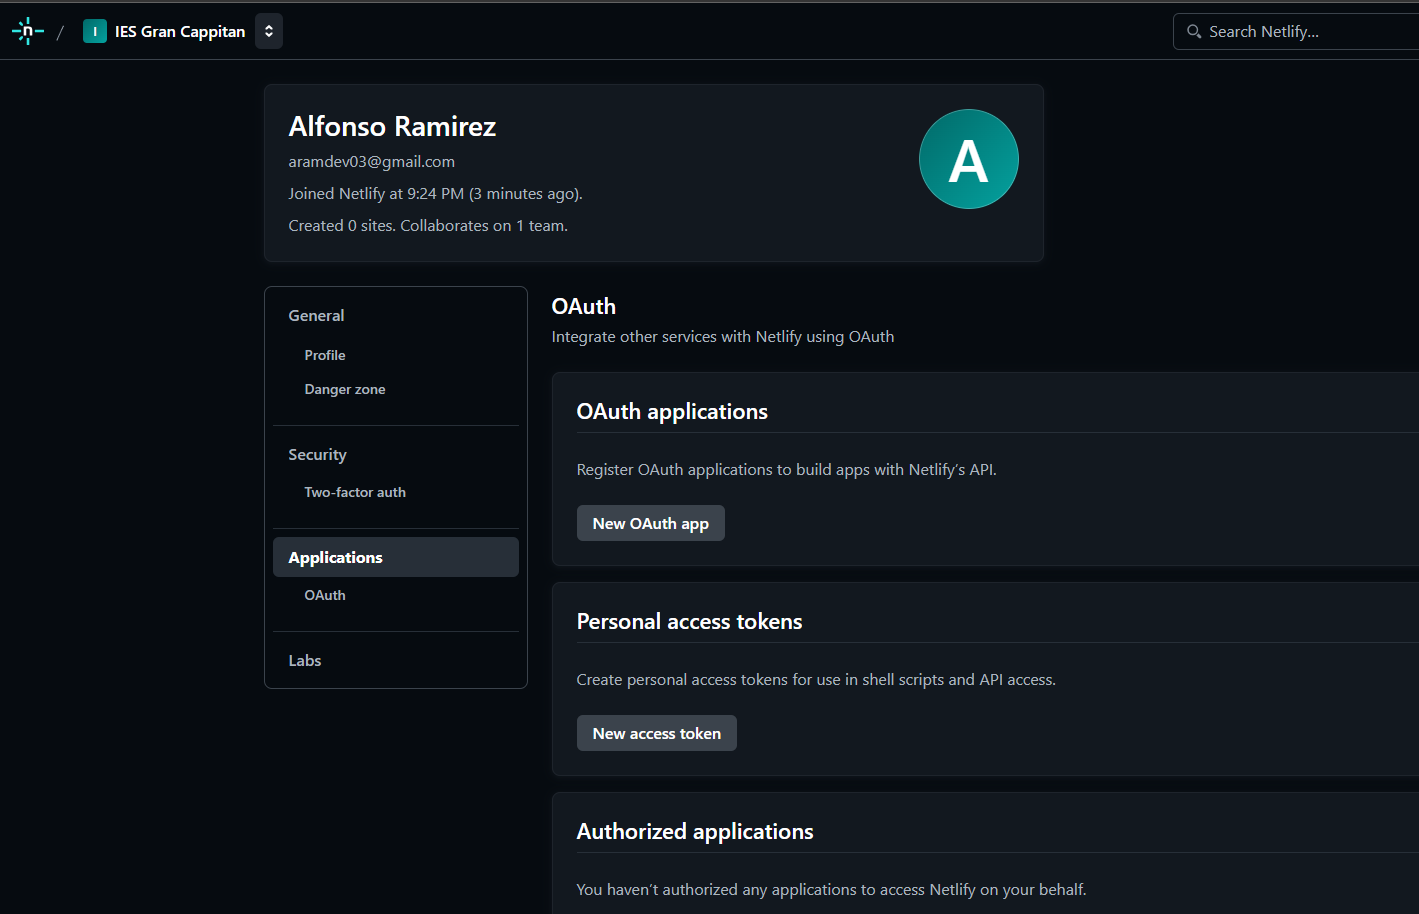 n / I IES Gran Cappitan
Search Netlify...
Alfonso Ramirez
aramdev03@gmail.com
Joined Netlify at 9:24 PM (3 minutes ago).
Created 0 sites. Collaborates on 1 team.
A
General
Profile
Danger zone
Security
Two-factor auth
Applications
OAuth
Labs
OAuth
Integrate other services with Netlify using OAuth
OAuth applications
Register OAuth applications to build apps with Netlify’s API.
New OAuth app
Personal access tokens
Create personal access tokens for use in shell scripts and API access.
New access token
Authorized applications
You haven’t authorized any applications to access Netlify on your behalf.